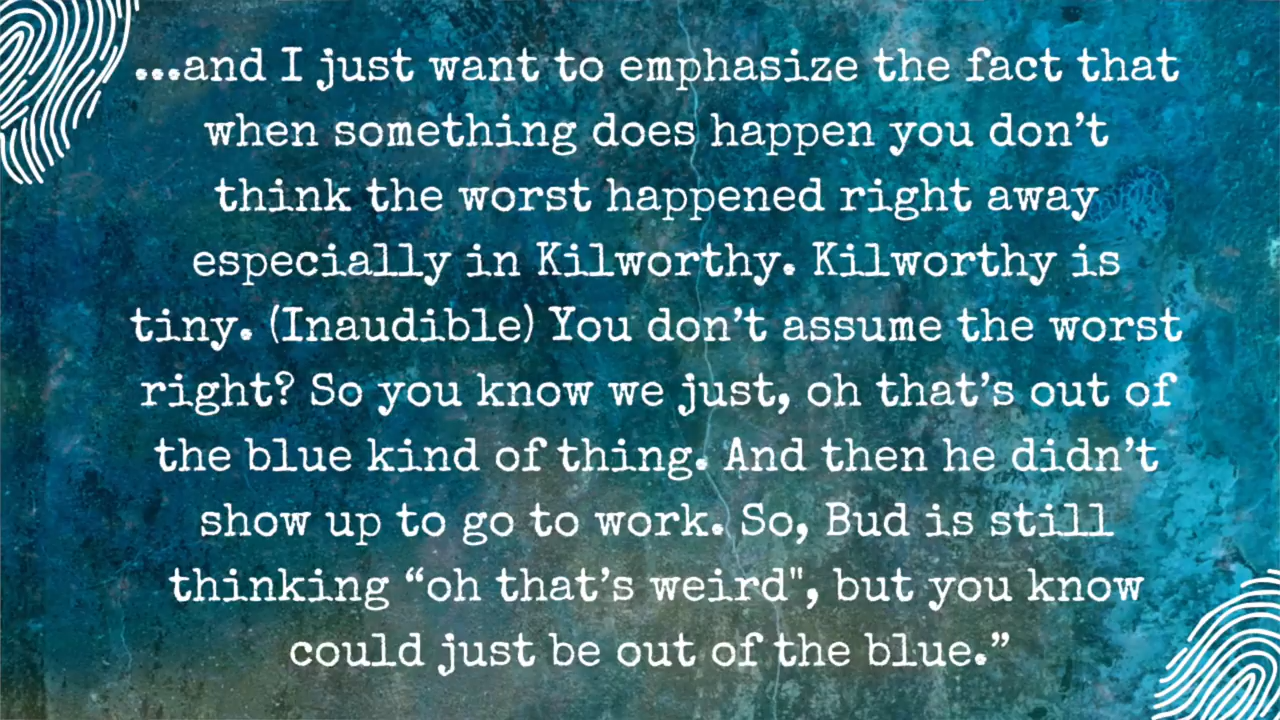 ...and I just want to emphasize the fact that
when something does happen you don’t
think the worst happened right away
especially in Kilworthy. Kilworthy is
tiny. (Inaudible) You don’t assume the worst
right? So you know we just, oh that’s out of
the blue kind of thing. And then he didn’t
show up to go to work. So, Bud is still
thinking “oh that’s weird", but you know
could just be out of the blue.”